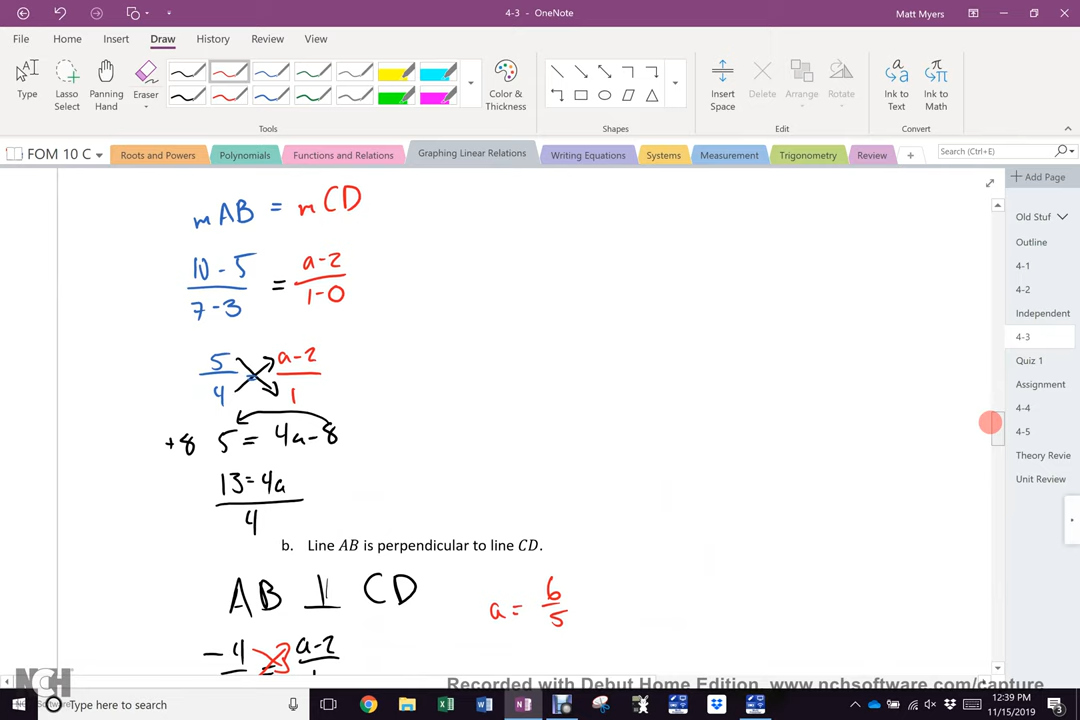 4-3 - OneNote
Matt Myers
File Home Insert Draw History Review View
Type Lasso Select Panning Hand Eraser Color & Thickness Insert Space Delete Arrange Rotate Ink to Text Ink to Math
Tools Shapes Edit Convert
FOM 10 C Roots and Powers Polynomials Functions and Relations Graphing Linear Relations Writing Equations Systems Measurement Trigonometry Review + Search (Ctrl+E)
Add Page
Old Stuf
Outline
4-1
4-2
Independent
4-3
Quiz 1
Assignment
4-4
4-5
Theory Revie
Unit Review
mAB = mCD
10-5 = a-2
7-3 1-0
5 = a-2
4 1
+8 5 = 4a-8
13=4a
4
b. Line AB is perpendicular to line CD.
AB ⊥ CD
a = 6
5
-4 = a-2
NCH Software
Recorded with Debut Home Edition. www.nchsoftware.com/capture
Type here to search
12:39 PM
11/15/2019
3